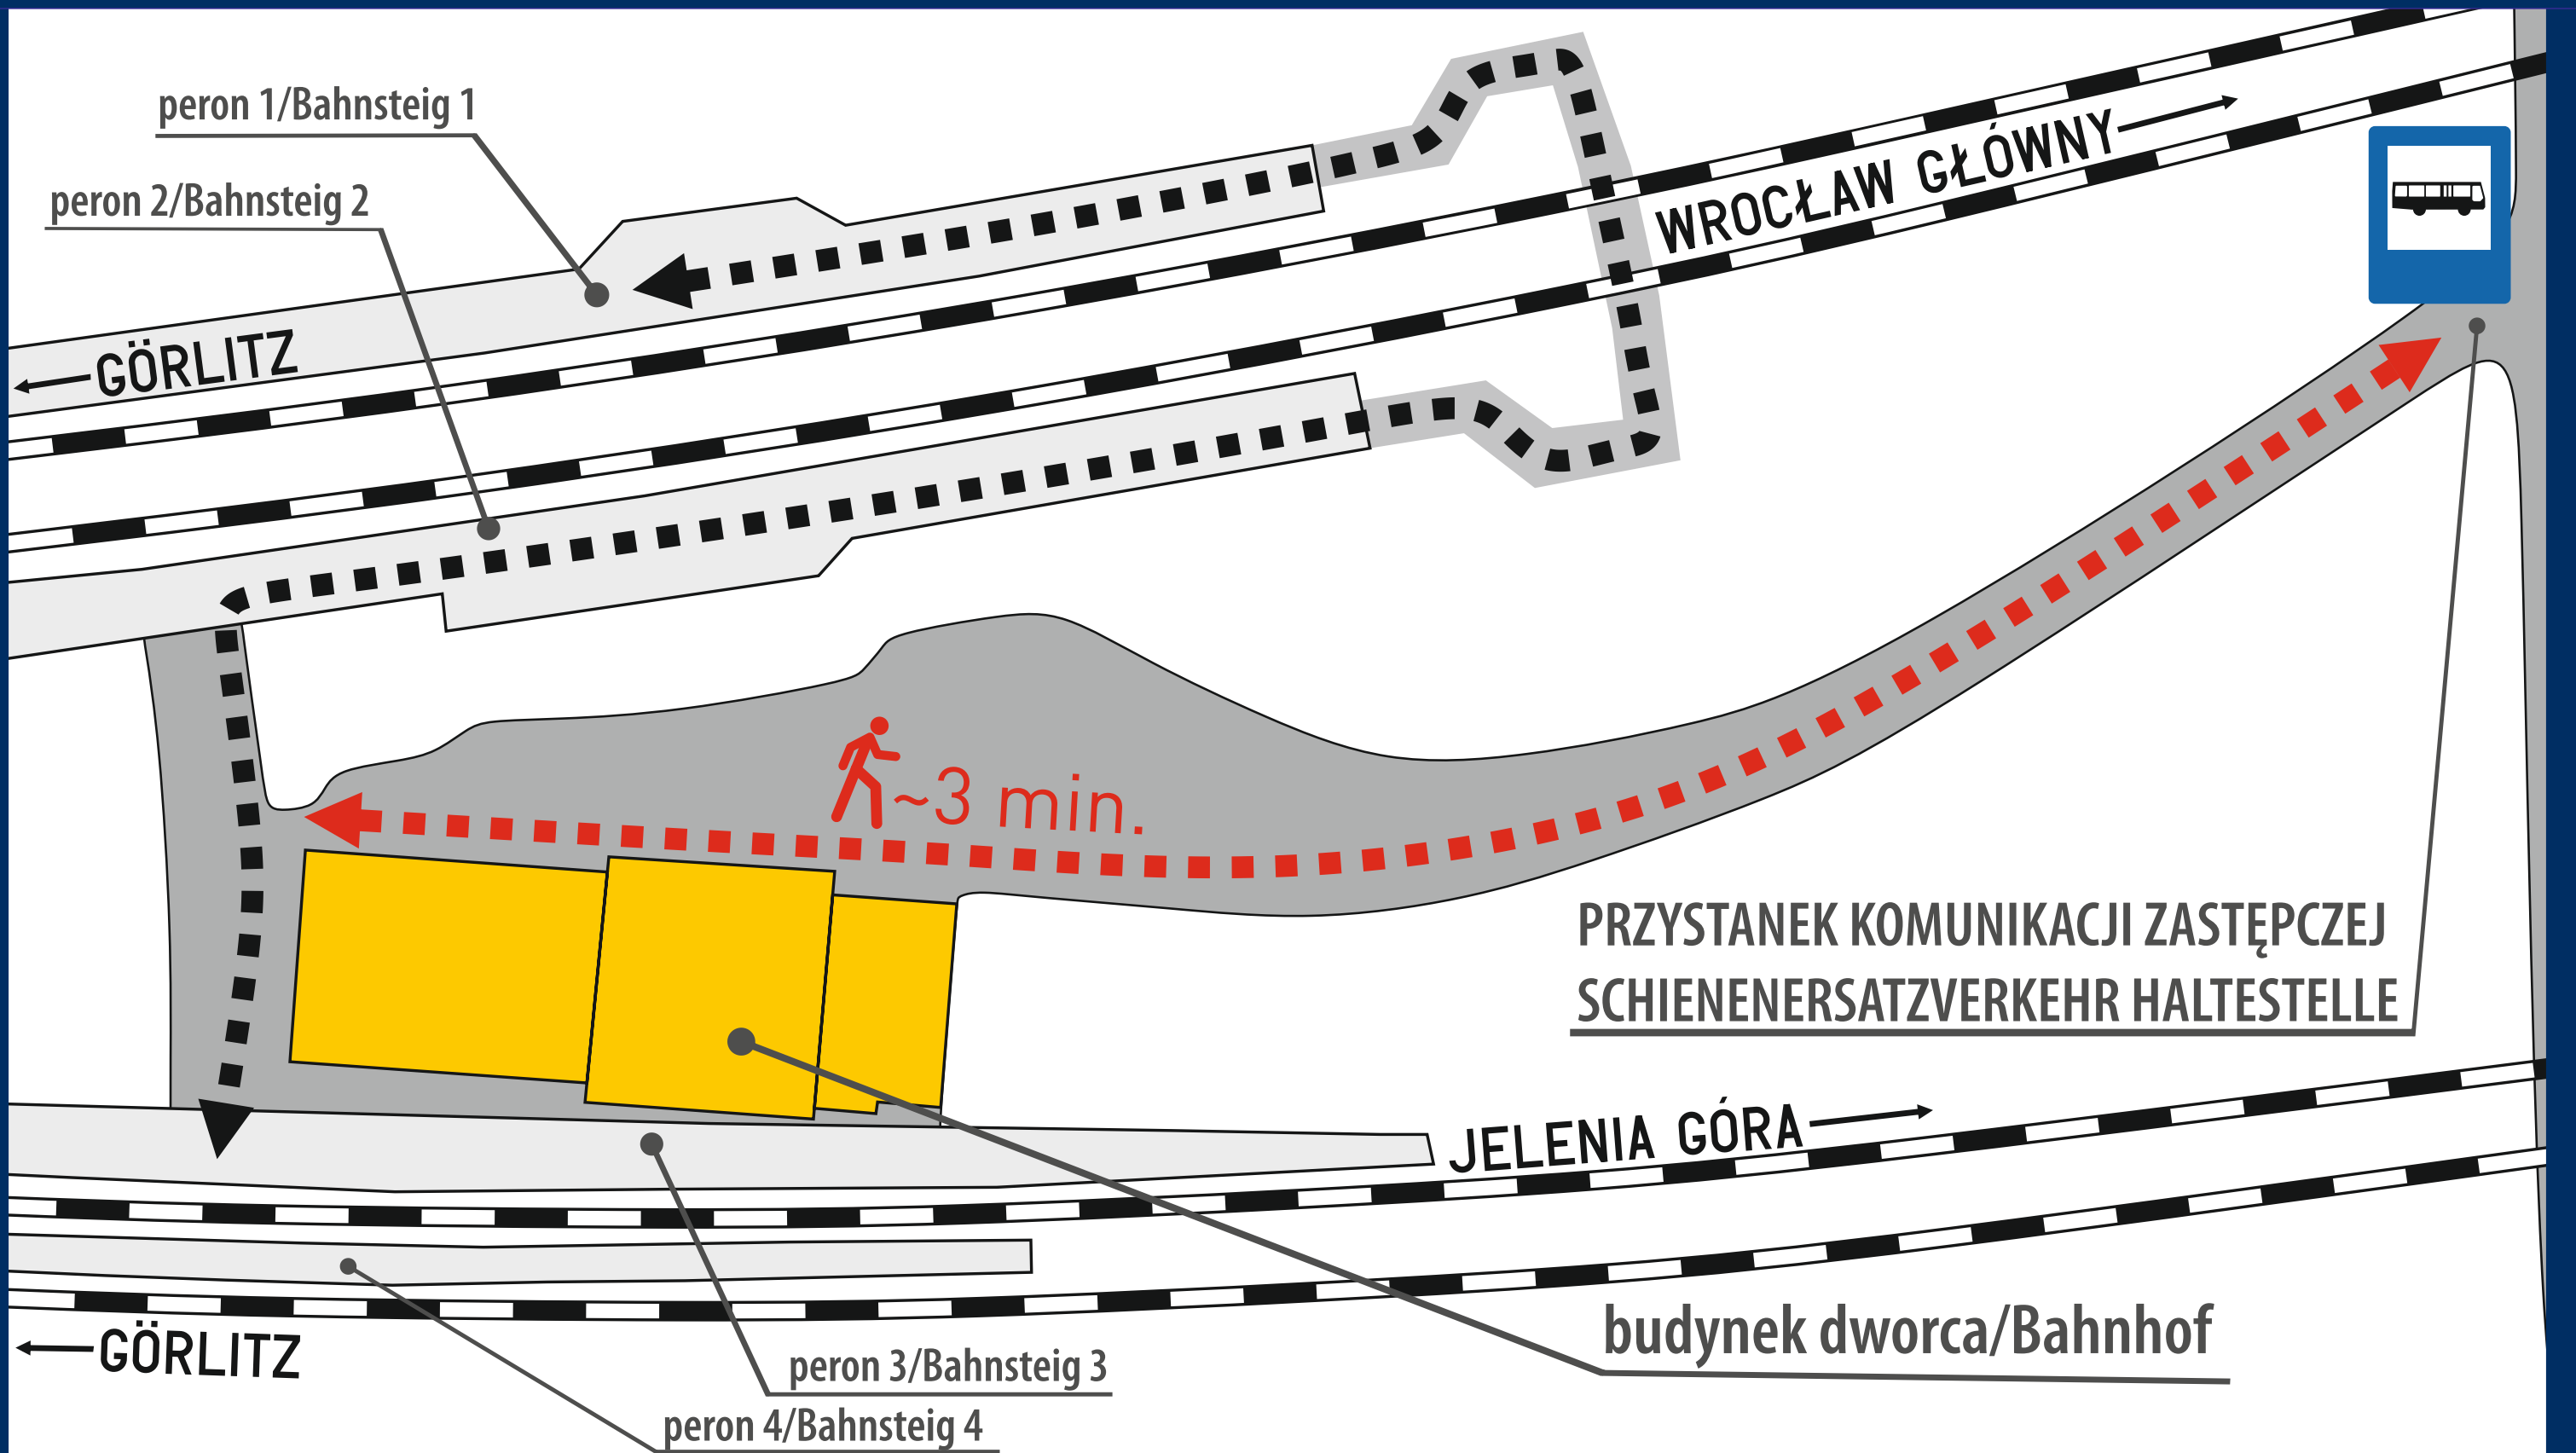 peron 1/Bahnsteig 1
peron 2/Bahnsteig 2
WROCŁAW GŁÓWNY
GÖRLITZ
~3 min.
PRZYSTANEK KOMUNIKACJI ZASTĘPCZEJ
SCHIENENERSATZVERKEHR HALTESTELLE
JELENIA GÓRA
GÖRLITZ
budynek dworca/Bahnhof
peron 3/Bahnsteig 3
peron 4/Bahnsteig 4